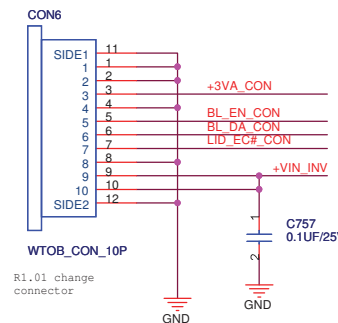 CON6
SIDE1 11
1 1
2 2
3 3 +3VA_CON
4 4
5 5 BL_EN_CON
6 6 BL_DA_CON
7 7 LID_EC#_CON
8 8
9 9 +VIN_INV
10 10
SIDE2 12
1
C757
0.1UF/25V
2
WTOB_CON_10P
R1.01 change
connector
GND
GND